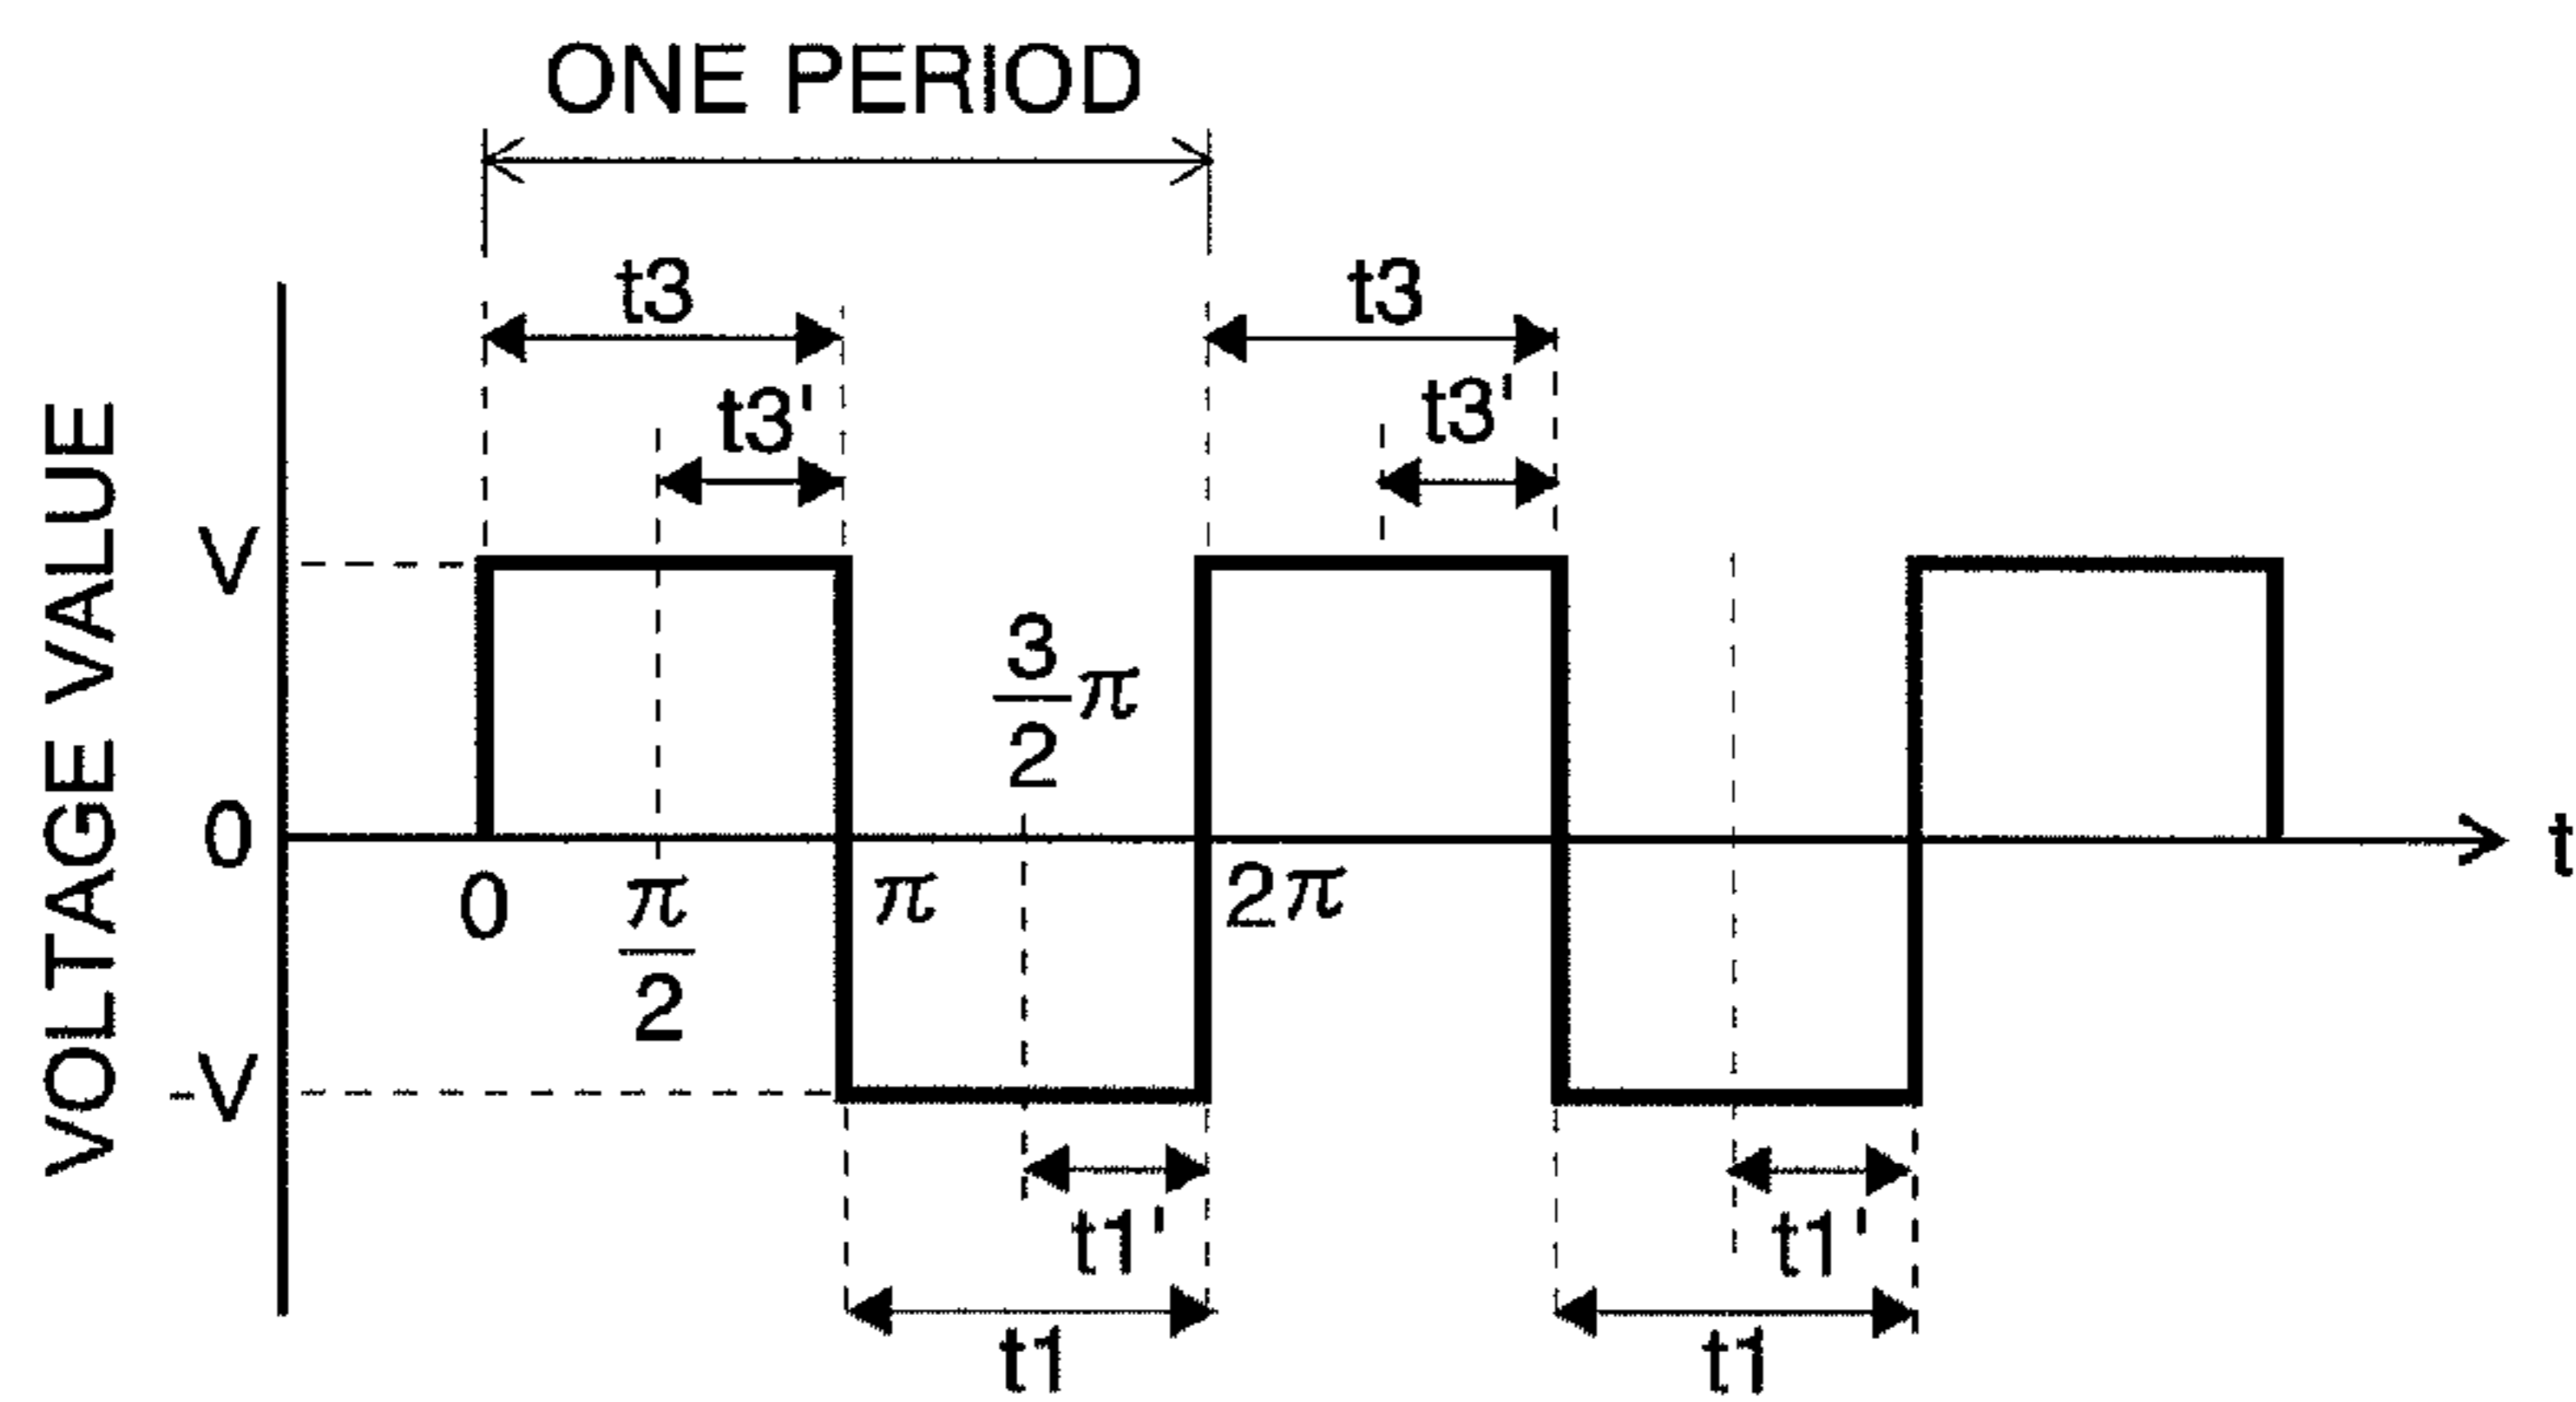 ONE PERIOD
t3
t3
t3'
t3'
VOLTAGE VALUE
V
3/2 π
0
t
0
π/2
π
2π
-V
t1'
t1'
t1
t1